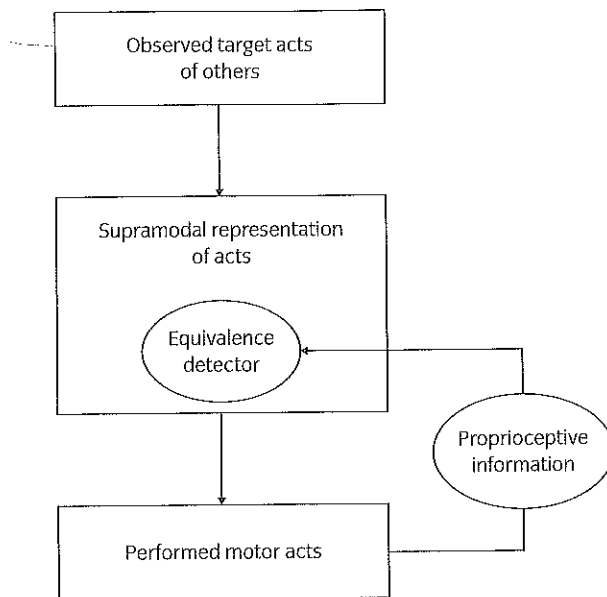 Observed target acts
of others
Supramodal representation
of acts
Equivalence
detector
Proprioceptive
information
Performed motor acts